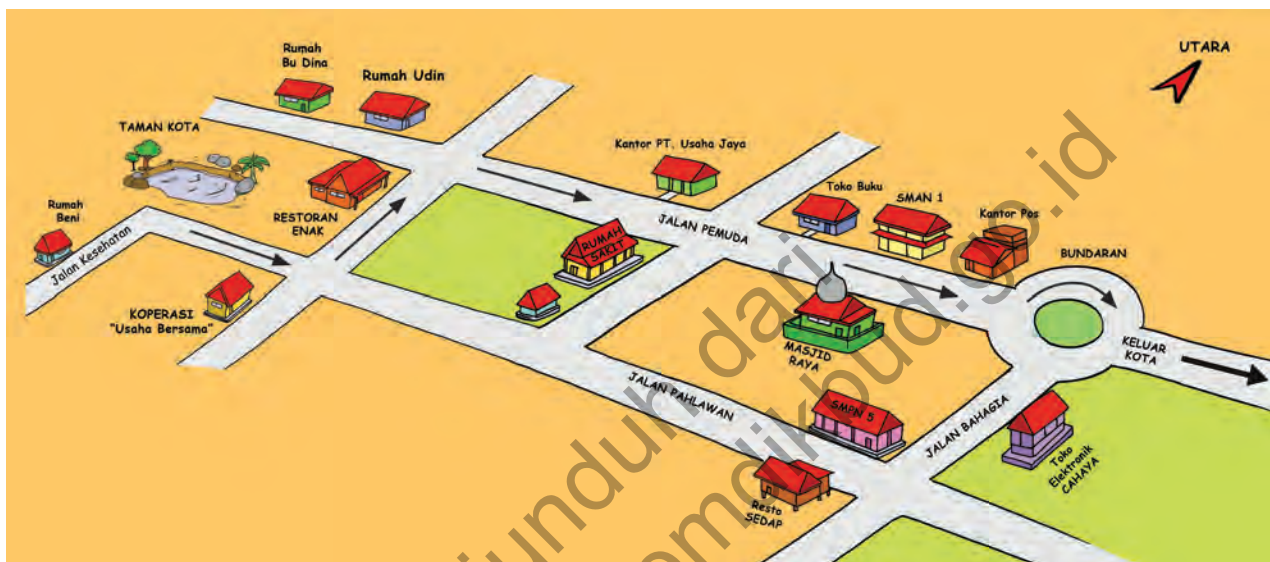 UTARA
Rumah
Bu Dina
Rumah Udin
TAMAN KOTA
Kantor PT. Usaha Jaya
Toko Buku
SMAN 1
Kantor Pos
Rumah
Beni
RESTORAN
ENAK
JALAN PEMUDA
RUMAH
SAKIT
BUNDARAN
Jalan Kesehatan
KOPERASI
"Usaha Bersama"
MASJID
RAYA
KELUAR
KOTA
JALAN PAHLAWAN
SMPN 5
JALAN BAHAGIA
Toko
Elektronik
CAHAYA
Resto
SEDAP
diunduh dari
emdikbud.go.id